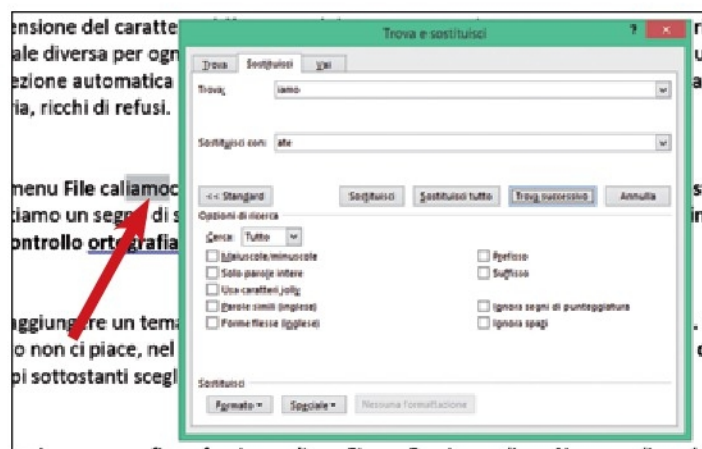 ensione del caratte
ale diversa per ogn
ezione automatica
ria, ricchi di refusi.
menu File caliamoc
tiamo un segno di s
ontrollo ortografia
aggiungere un tema
o non ci piace, nel
pi sottostanti scegl
Trova e sostituisci ? ×
Trova Sostituisci Vai
Trova: iamo
Sostituisci con: ate
<< Standard Sostituisci Sostituisci tutto Trova successivo Annulla
Opzioni di ricerca
Cerca: Tutto
Maiuscole/minuscole Prefisso
Solo parole intere Suffisso
Usa caratteri jolly
Parole simili (inglese) Ignora segni di punteggiatura
Forme flesse (inglese) Ignora spazi
Sostituisci
Formato Speciale Nessuna formattazione